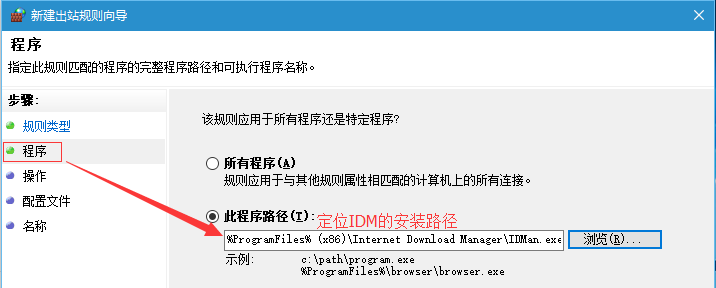 新建出站规则向导
程序
指定此规则匹配的程序的完整程序路径和可执行程序名称。
步骤:
规则类型
程序
操作
配置文件
名称
该规则应用于所有程序还是特定程序?
所有程序(A)
规则应用于与其他规则属性相匹配的计算机上的所有连接。
此程序路径(T): 定位IDM的安装路径
%ProgramFiles% (x86)\Internet Download Manager\IDMan.exe 浏览(R)...
示例: c:\path\program.exe
%ProgramFiles%\browser\browser.exe